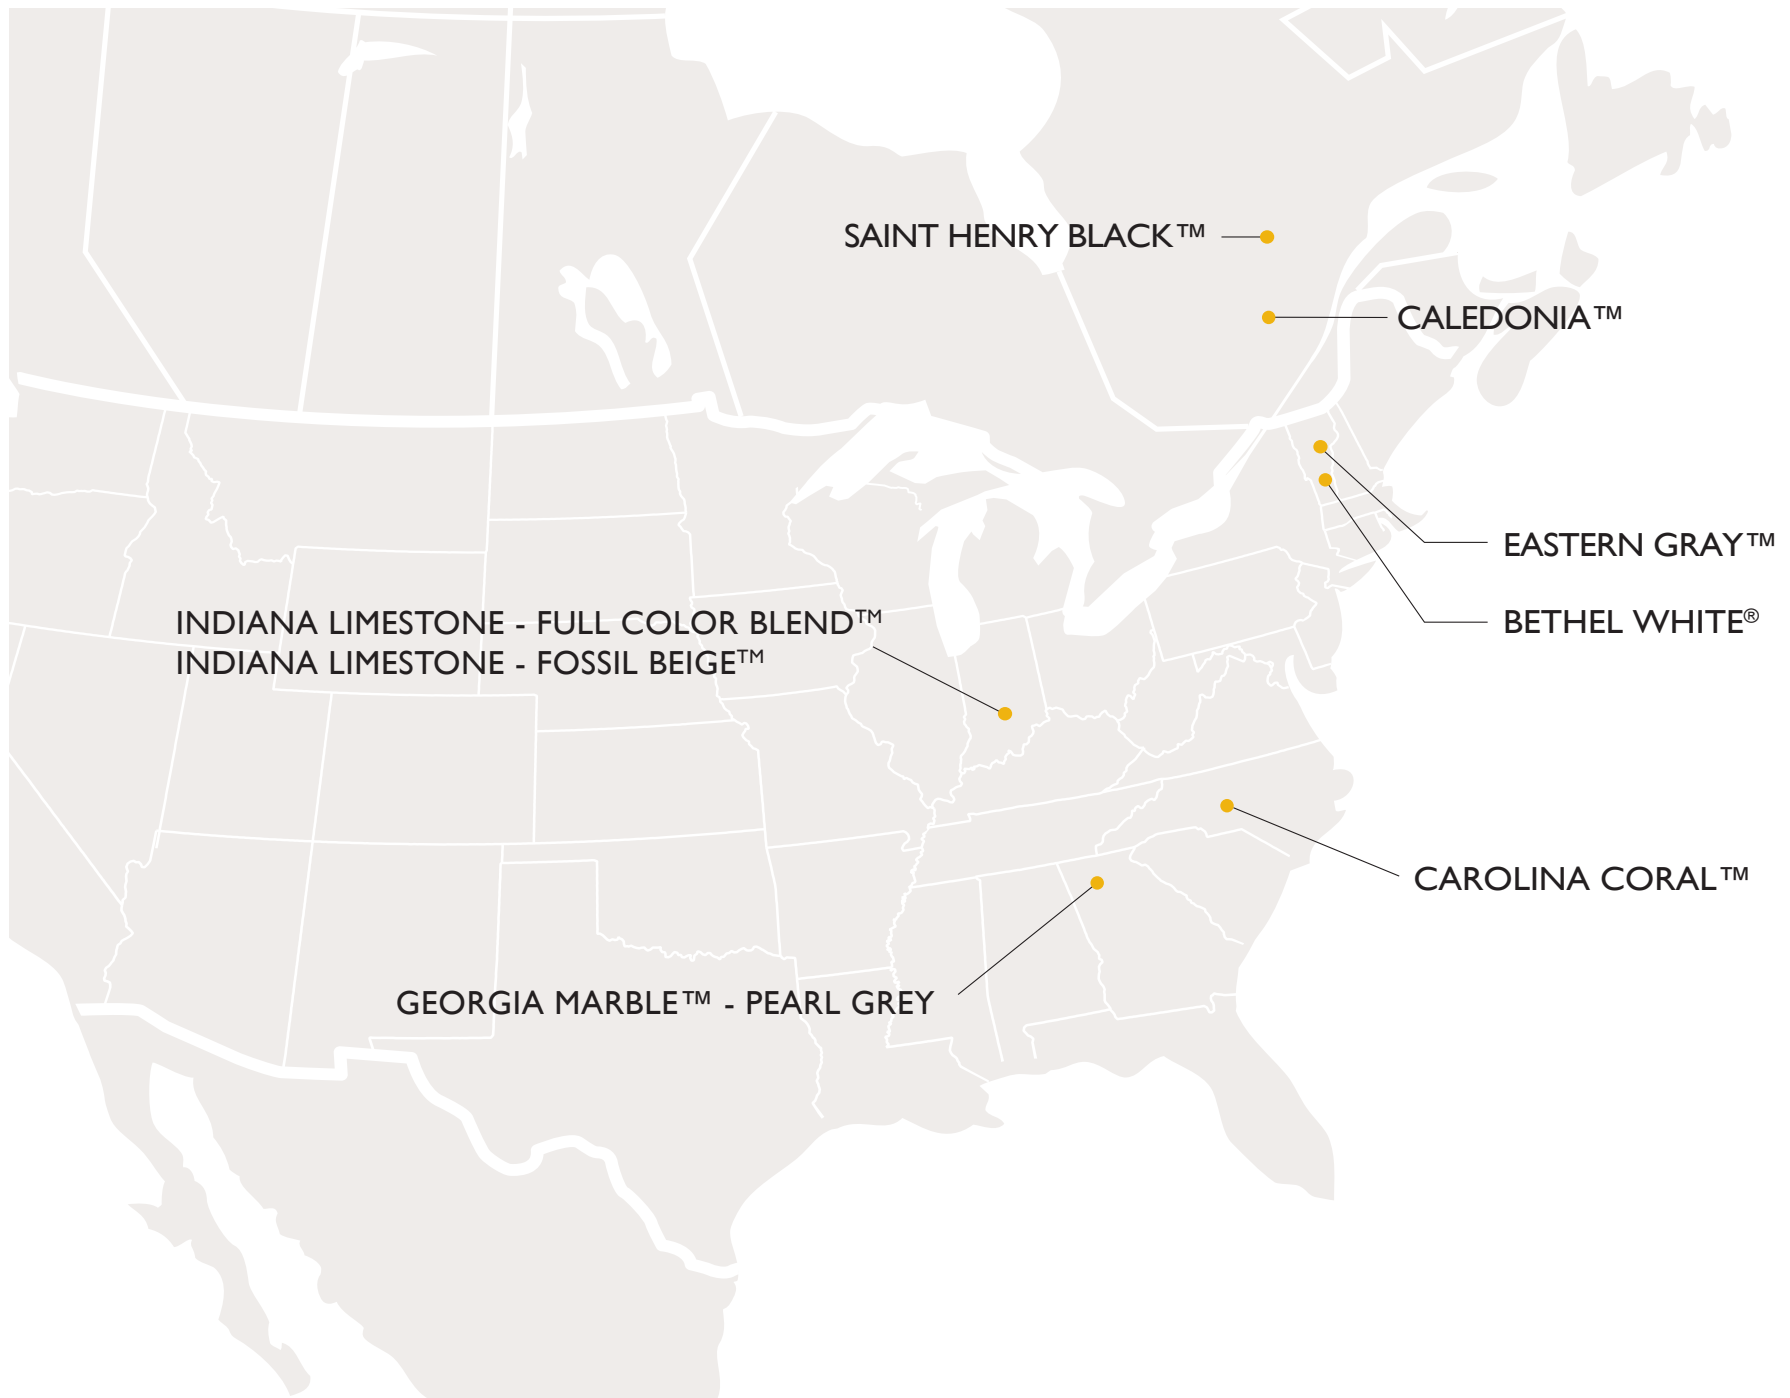 SAINT HENRY BLACK™
CALEDONIA™
EASTERN GRAY™
INDIANA LIMESTONE - FULL COLOR BLEND™
BETHEL WHITE®
INDIANA LIMESTONE - FOSSIL BEIGE™
CAROLINA CORAL™
GEORGIA MARBLE™ - PEARL GREY